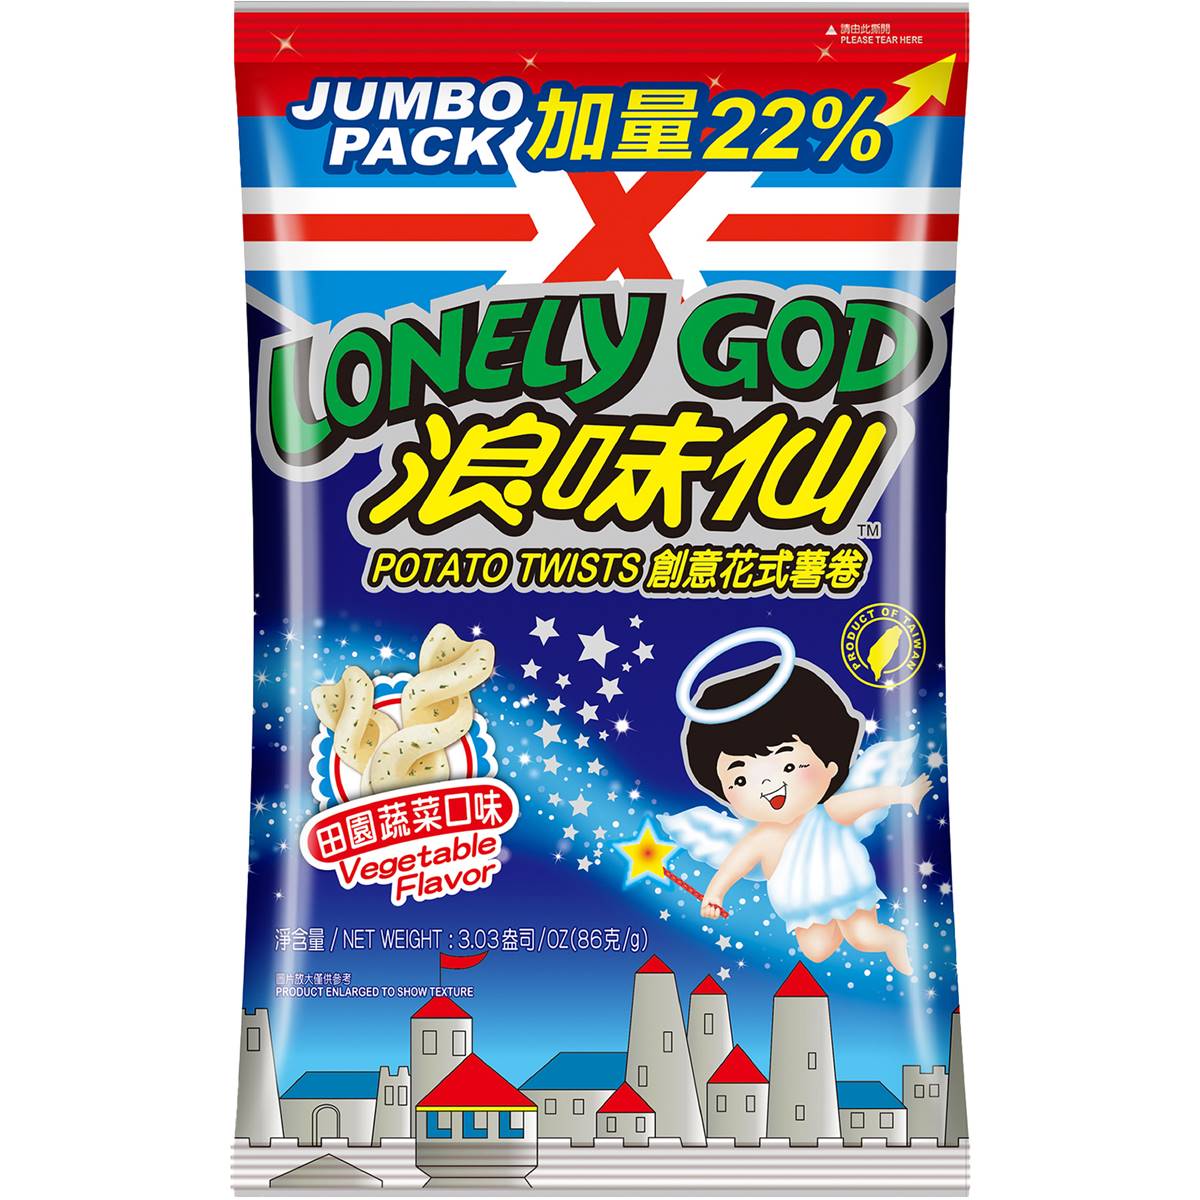 ▲ 請由此撕開
PLEASE TEAR HERE
JUMBO PACK 加量22%
LONELY GOD
浪味仙
TM
POTATO TWISTS 創意花式薯卷
PRODUCT OF TAIWAN
田園蔬菜口味
Vegetable
Flavor
淨含量 / NET WEIGHT : 3.03盎司/OZ(86克/g)
圖片放大僅供參考
PRODUCT ENLARGED TO SHOW TEXTURE